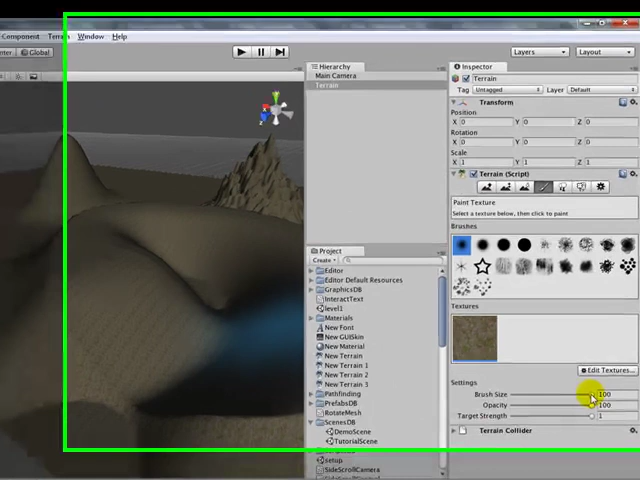 Component Terrain Window Help
Global
Layers
Layout
Hierarchy
Main Camera
Terrain
Project
Create
Editor
Editor Default Resources
GraphicsDB
InteractText
level1
Materials
New Font
New GUISkin
New Material
New Terrain
New Terrain 1
New Terrain 2
New Terrain 3
Pathfinding
PrefabsDB
RotateMesh
ScenesDB
DemoScene
TutorialScene
setup
SideScrollCamera
Inspector
Terrain
Tag Untagged Layer Default
Transform
Position
X 0 Y 0 Z 0
Rotation
X 0 Y 0 Z 0
Scale
X 1 Y 1 Z 1
Terrain (Script)
Paint Texture
Select a texture below, then click to paint
Brushes
Textures
Edit Textures...
Settings
Brush Size 100
Opacity 100
Target Strength 1
Terrain Collider